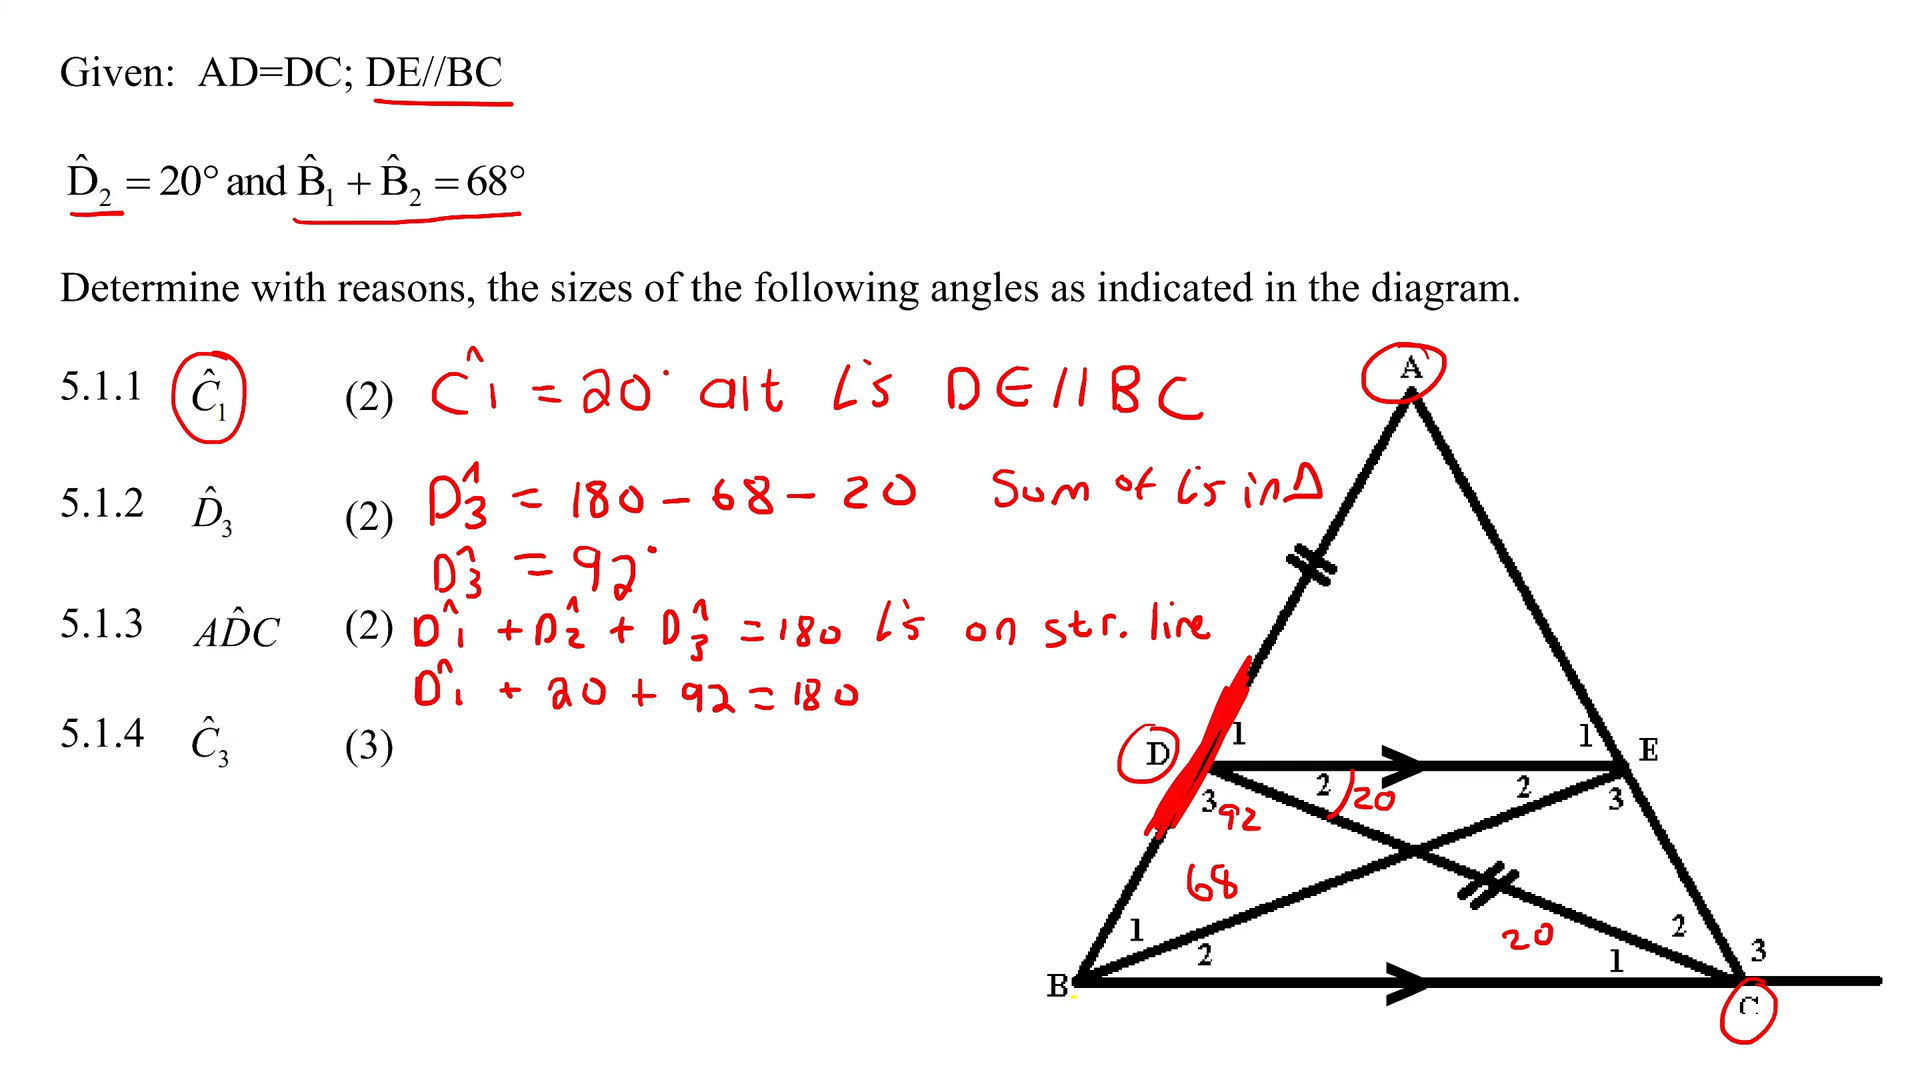 Given: AD=DC; DE//BC
D̂₂ = 20° and B̂₁ + B̂₂ = 68°
Determine with reasons, the sizes of the following angles as indicated in the diagram.
5.1.1 Ĉ₁ (2) Ĉ1 = 20° alt ∠'s DE//BC
5.1.2 D̂₃ (2) D̂3 = 180 - 68 - 20 Sum of ∠'s in Δ
D̂3 = 92°
5.1.3 AD̂C (2) D̂1 + D̂2 + D̂3 = 180 ∠'s on str. line
D̂1 + 20 + 92 = 180
5.1.4 Ĉ₃ (3)
A
1 1
D E
2 20 2
3 92 3
68
1 2 20 1 2 3
B C